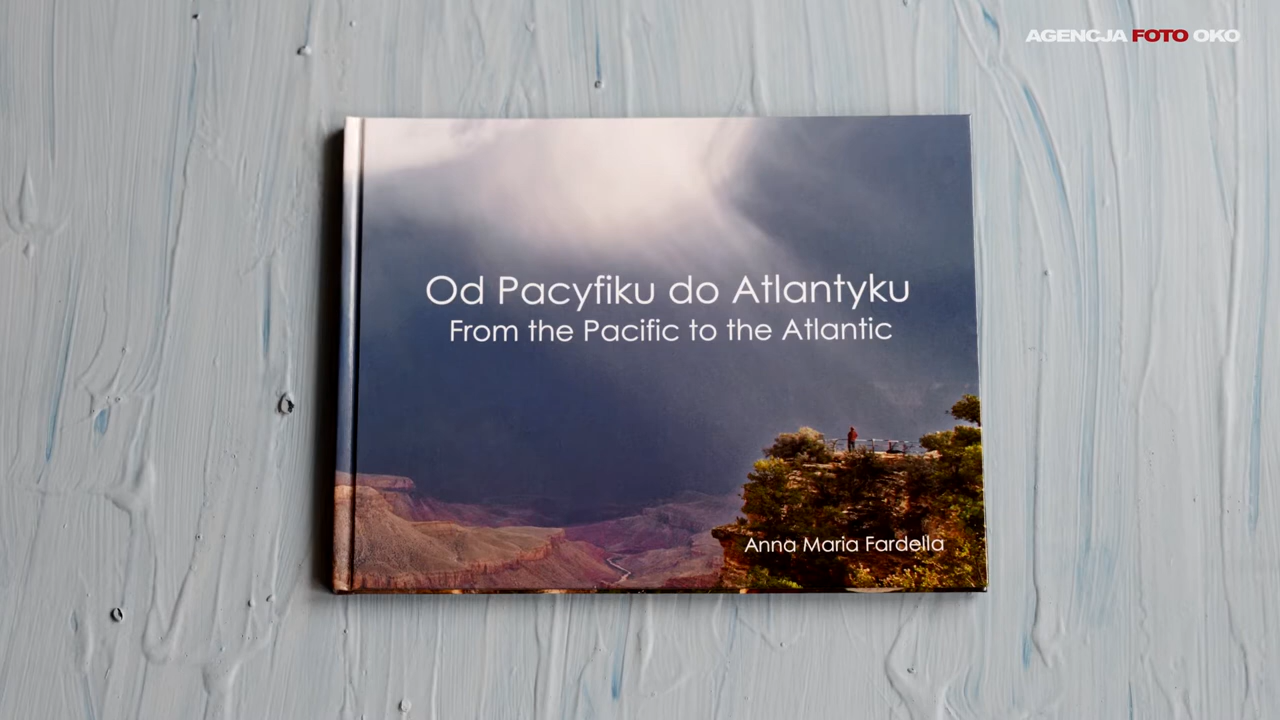 AGENCJA FOTO OKO
Od Pacyfiku do Atlantyku
From the Pacific to the Atlantic
Anna Maria Fardella